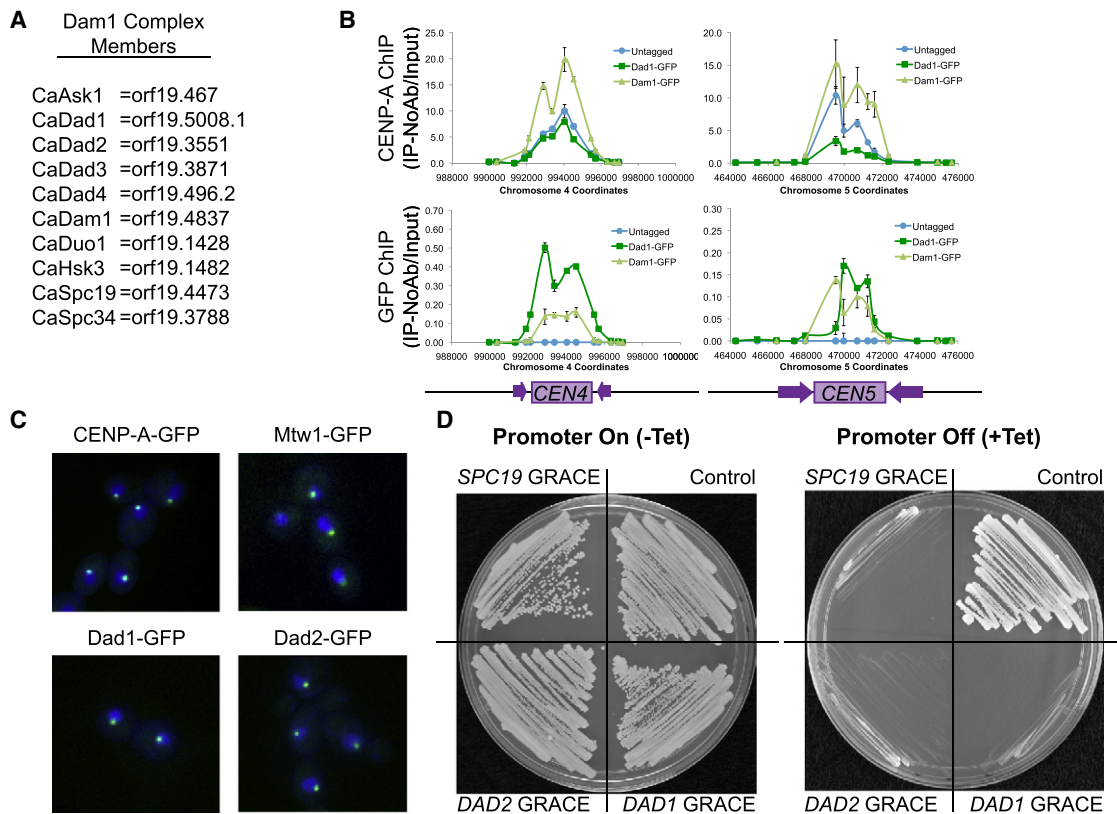 A
Dam1 Complex
Members
CaAsk1 =orf19.467
CaDad1 =orf19.5008.1
CaDad2 =orf19.3551
CaDad3 =orf19.3871
CaDad4 =orf19.496.2
CaDam1 =orf19.4837
CaDuo1 =orf19.1428
CaHsk3 =orf19.1482
CaSpc19 =orf19.4473
CaSpc34 =orf19.3788
B
CENP-A ChIP
(IP-NoAb/Input)
25.0
20.0
15.0
10.0
5.0
0.0
Untagged
Dad1-GFP
Dam1-GFP
988000 990000 992000 994000 996000 998000 1000000
Chromosome 4 Coordinates
20.0
15.0
10.0
5.0
0.0
Untagged
Dad1-GFP
Dam1-GFP
464000 466000 468000 470000 472000 474000 476000
Chromosome 5 Coordinates
GFP ChIP
(IP-NoAb/Input)
0.70
0.60
0.50
0.40
0.30
0.20
0.10
0.00
Untagged
Dad1-GFP
Dam1-GFP
988000 990000 992000 994000 996000 998000 1000000
Chromosome 4 Coordinates
0.30
0.25
0.20
0.15
0.10
0.05
0.00
Untagged
Dad1-GFP
Dam1-GFP
464000 466000 468000 470000 472000 474000 476000
Chromosome 5 Coordinates
CEN4
CEN5
C
CENP-A-GFP
Mtw1-GFP
Dad1-GFP
Dad2-GFP
D
Promoter On (-Tet)
SPC19 GRACE
Control
DAD2 GRACE
DAD1 GRACE
Promoter Off (+Tet)
SPC19 GRACE
Control
DAD2 GRACE
DAD1 GRACE